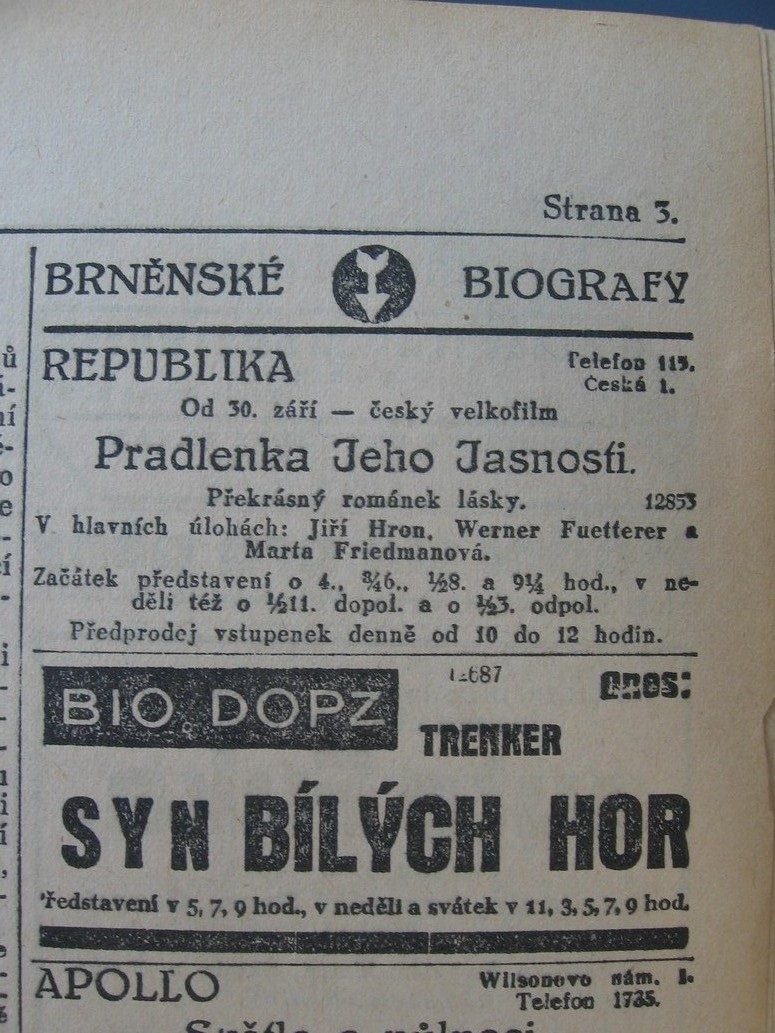 Strana 3.
BRNĚNSKÉ BIOGRAFY
REPUBLIKA
Telefon 115.
Česká 1.
Od 30. září — český velkofilm
Pradlenka Jeho Jasnosti.
Překrásný románek lásky. 12853
V hlavních úlohách: Jiří Hron, Werner Fuetterer a
Marta Friedmanová.
Začátek představení o 4., ¾6., ½8. a 9¼ hod., v ne-
děli též o ½11. dopol. a o ½3. odpol.
Předprodej vstupenek denně od 10 do 12 hodin.
BIO DOPZ
Dnes:
TRENKER
SYN BÍLÝCH HOR
ředstavení v 5, 7, 9 hod., v neděli a svátek v 11, 3, 5, 7, 9 hod.
APOLLO
Wilsonovo nám. 1.
Telefon 1735.